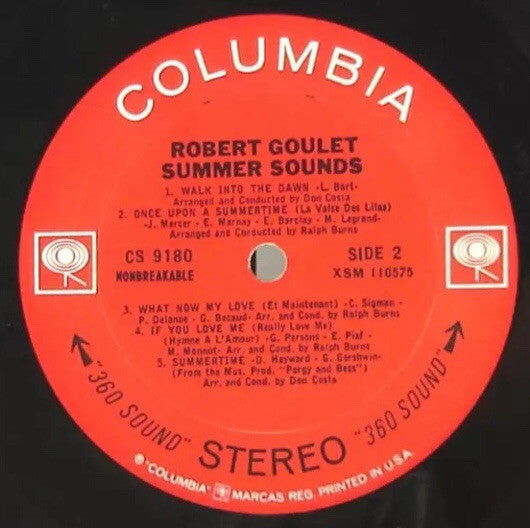 COLUMBIA
ROBERT GOULET
SUMMER SOUNDS
1. WALK INTO THE DAWN -L. Bart-
Arranged and Conducted by Don Costa
2. ONCE UPON A SUMMERTIME (La Valse Des Lilas)
J. Mercer - E. Marnay - E. Barclay - M. Legrand-
Arranged and Conducted by Ralph Burns
CS 9180
NONBREAKABLE
SIDE 2
XSM 110575
3. WHAT NOW MY LOVE (Et Maintenant) -C. Sigman -
P. Delanoe - G. Becaud- Arr. and Cond. by Ralph Burns
4. IF YOU LOVE ME (Really Love Me)
(Hymne A L'Amour) -G. Parsons - E. Piaf -
M. Monnot- Arr. and Cond. by Ralph Burns
5. SUMMERTIME -D. Heyward - G. Gershwin-
(From the Mus. Prod. "Porgy and Bess")
Arr. and Cond. by Don Costa
"360 SOUND" STEREO "360 SOUND"
® "COLUMBIA" MARCAS REG. PRINTED IN U.S.A.